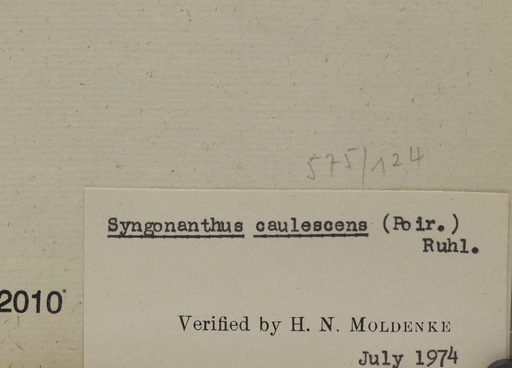 575/124
Syngonanthus caulescens (Poir.)
Ruhl.
2010
Verified by H. N. MOLDENKE
July 1974